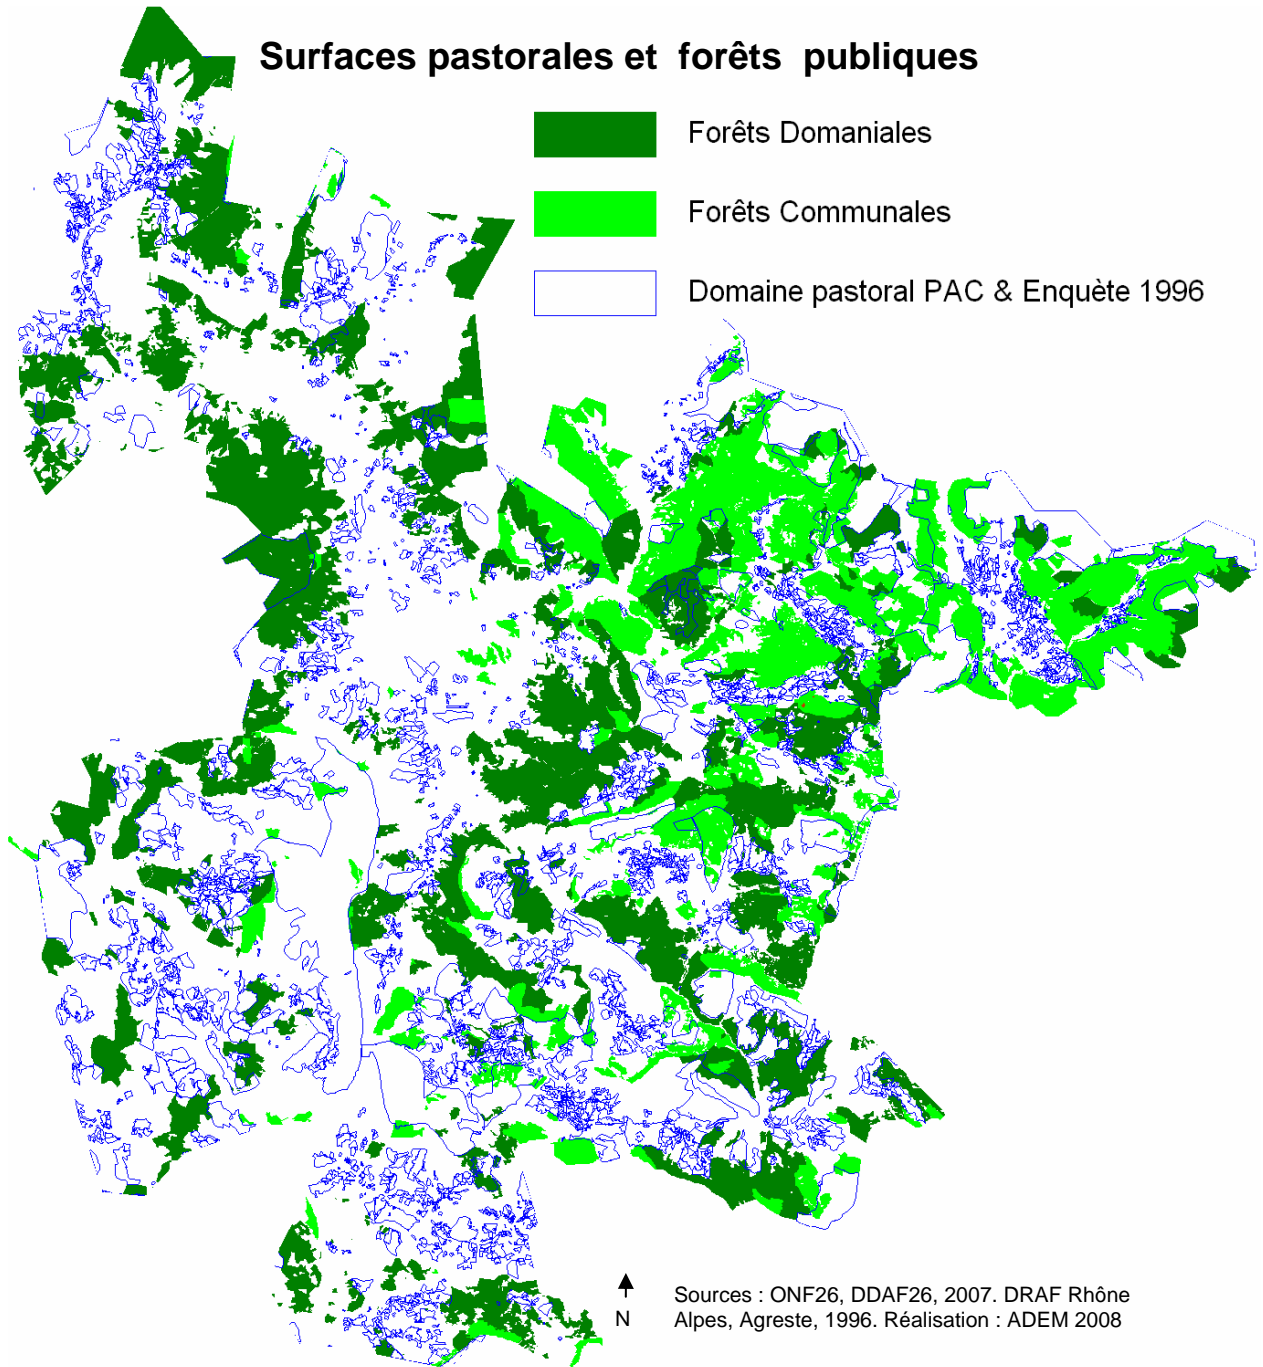 Surfaces pastorales et forêts publiques
Forêts Domaniales
Forêts Communales
Domaine pastoral PAC & Enquète 1996
N
Sources : ONF26, DDAF26, 2007. DRAF Rhône
Alpes, Agreste, 1996. Réalisation : ADEM 2008